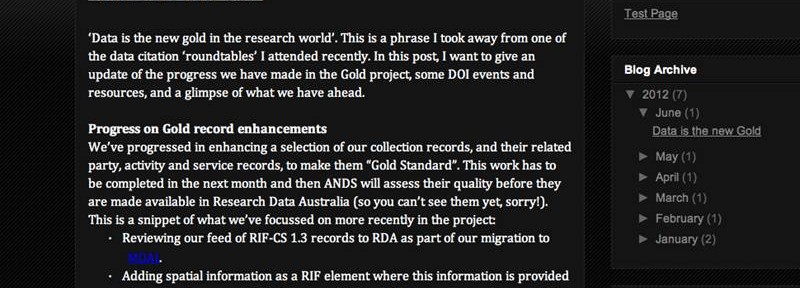 'Data is the new gold in the research world'. This is a phrase I took away from one of
the data citation 'roundtables' I attended recently. In this post, I want to give an
update of the progress we have made in the Gold project, some DOI events and
resources, and a glimpse of what we have ahead.
Progress on Gold record enhancements
We've progressed in enhancing a selection of our collection records, and their related
party, activity and service records, to make them "Gold Standard". This work has to
be completed in the next month and then ANDS will assess their quality before they
are made available in Research Data Australia (so you can't see them yet, sorry!).
This is a snippet of what we've focussed on more recently in the project:
· Reviewing our feed of RIF-CS 1.3 records to RDA as part of our migration to
· Adding spatial information as a RIF element where this information is provided
Test Page
Blog Archive
▼ 2012 (7)
▼ June (1)
Data is the new Gold
► May (1)
► April (1)
► March (1)
► February (1)
► January (2)